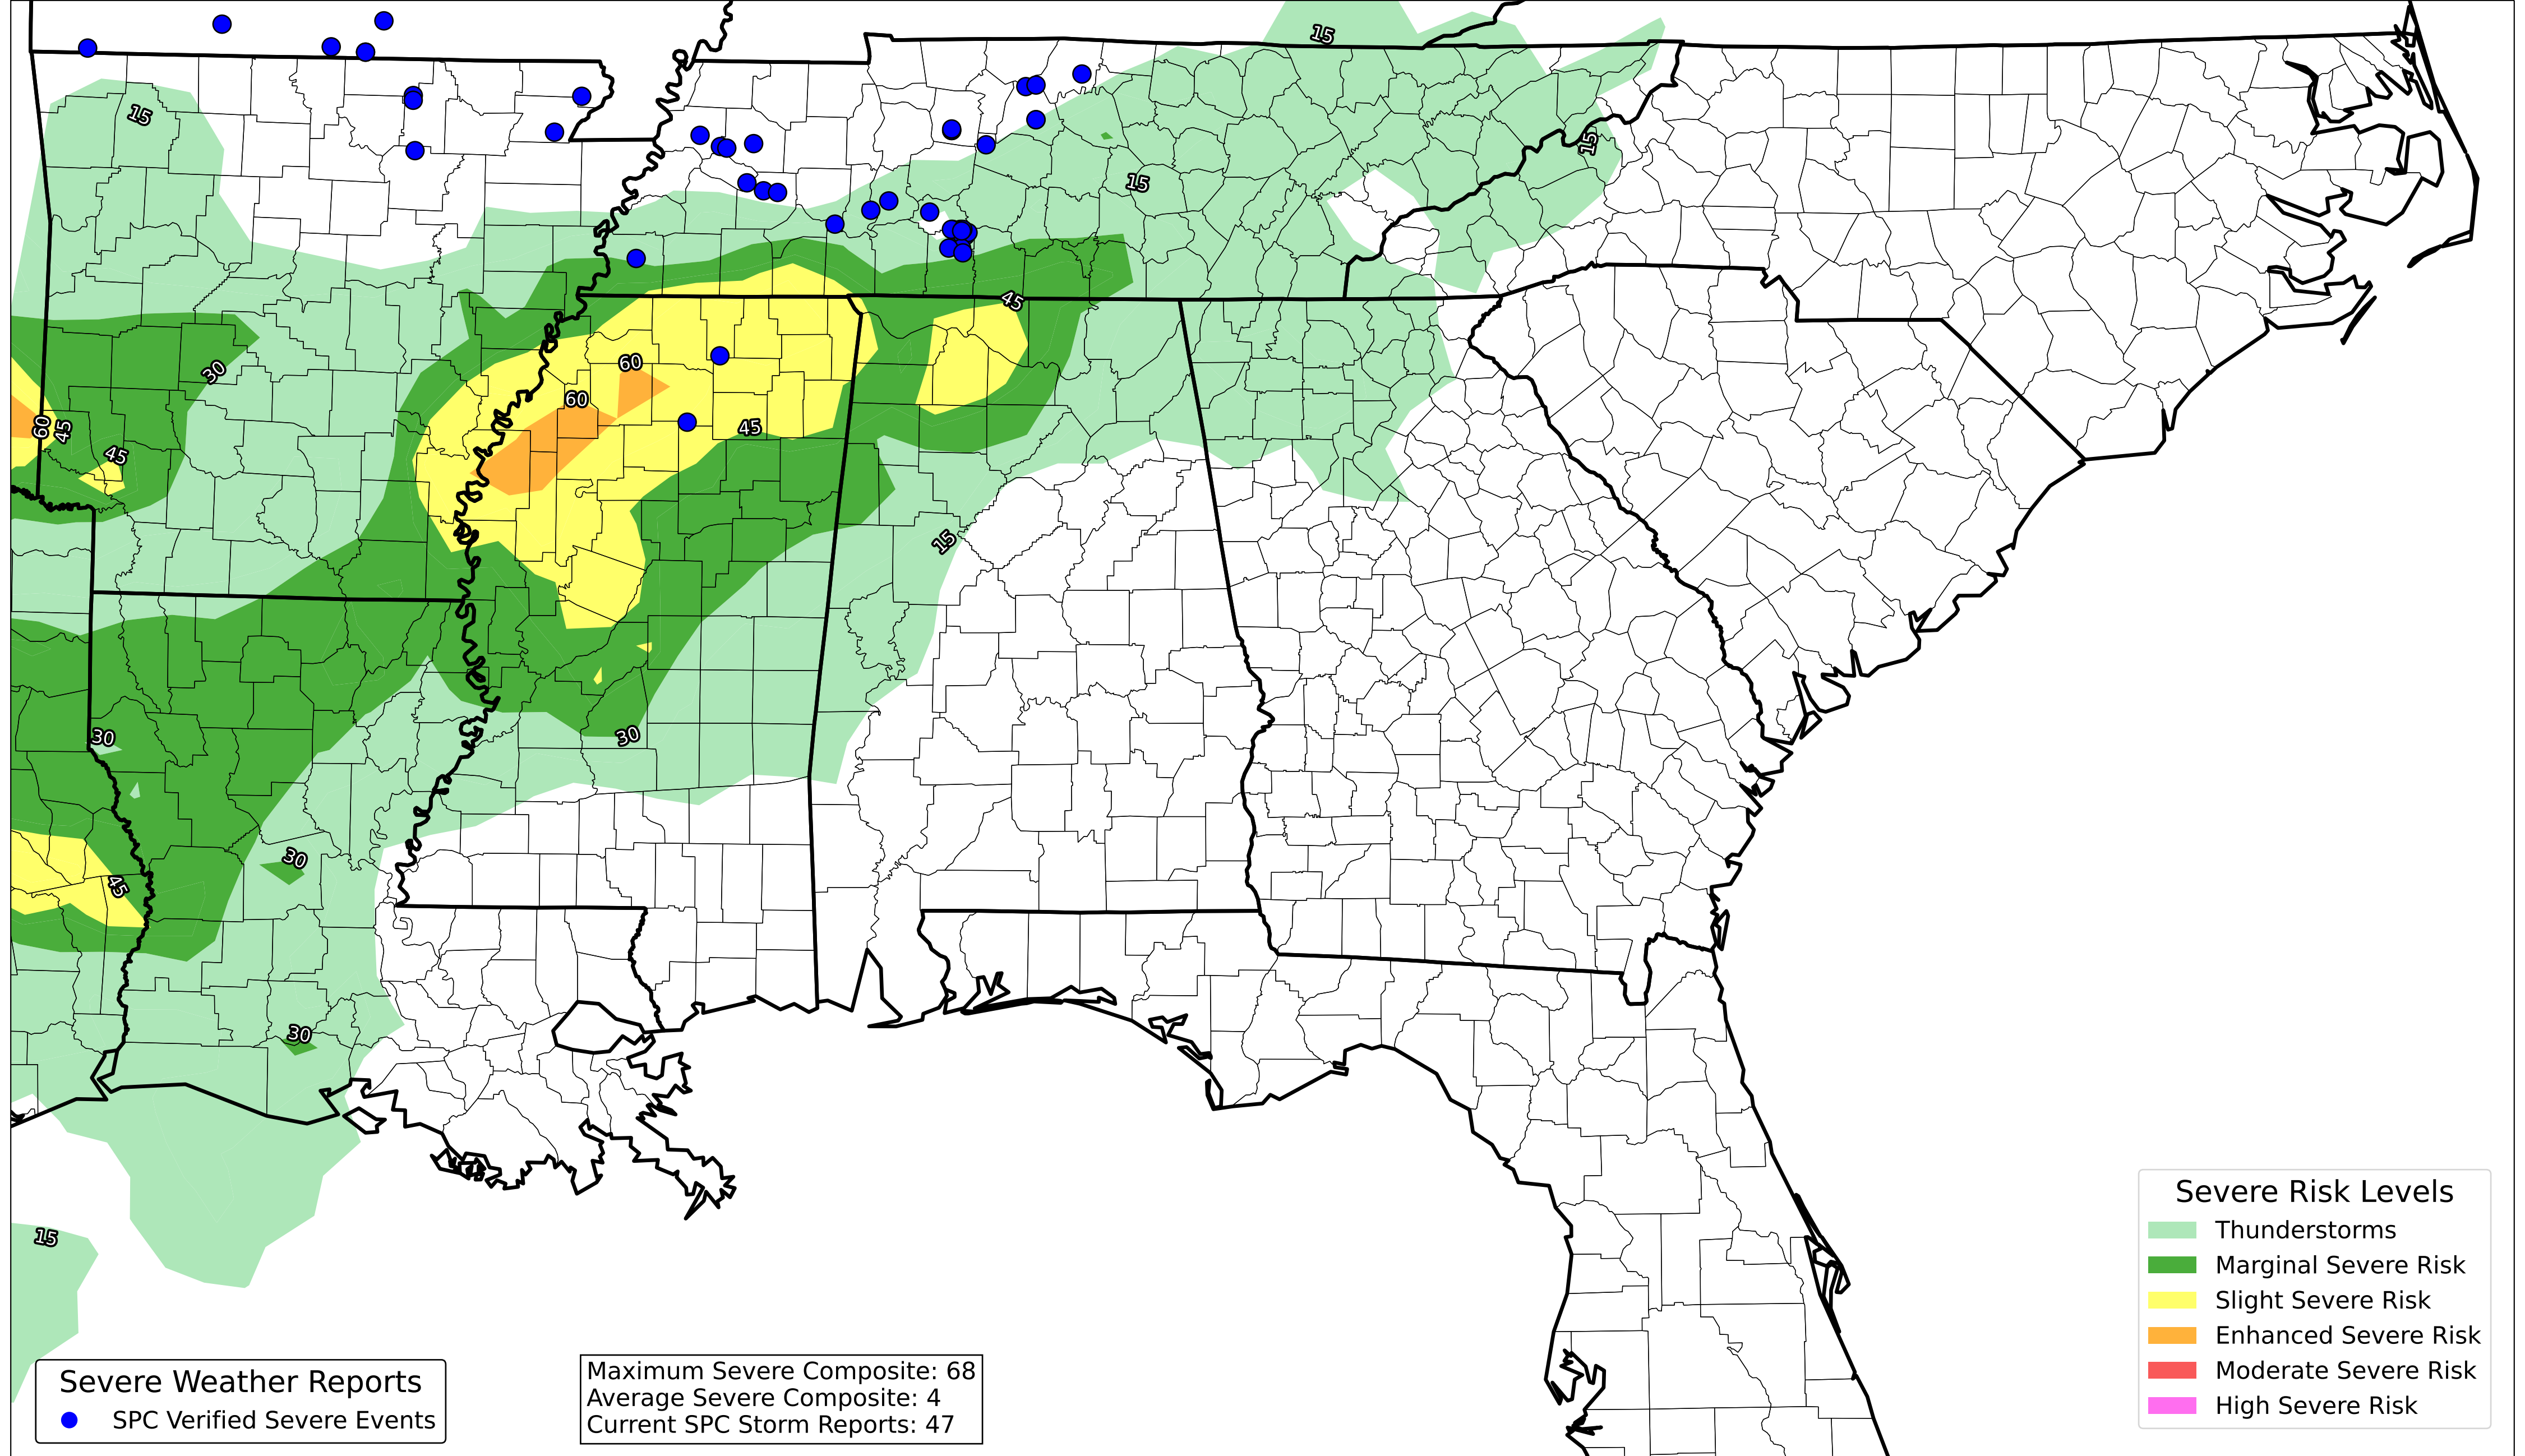 15
15
15
15
30
45
60
60
60
45
45
45
15
30
30
30
45
30
15
Severe Weather Reports
SPC Verified Severe Events
Maximum Severe Composite: 68
Average Severe Composite: 4
Current SPC Storm Reports: 47
Severe Risk Levels
Thunderstorms
Marginal Severe Risk
Slight Severe Risk
Enhanced Severe Risk
Moderate Severe Risk
High Severe Risk